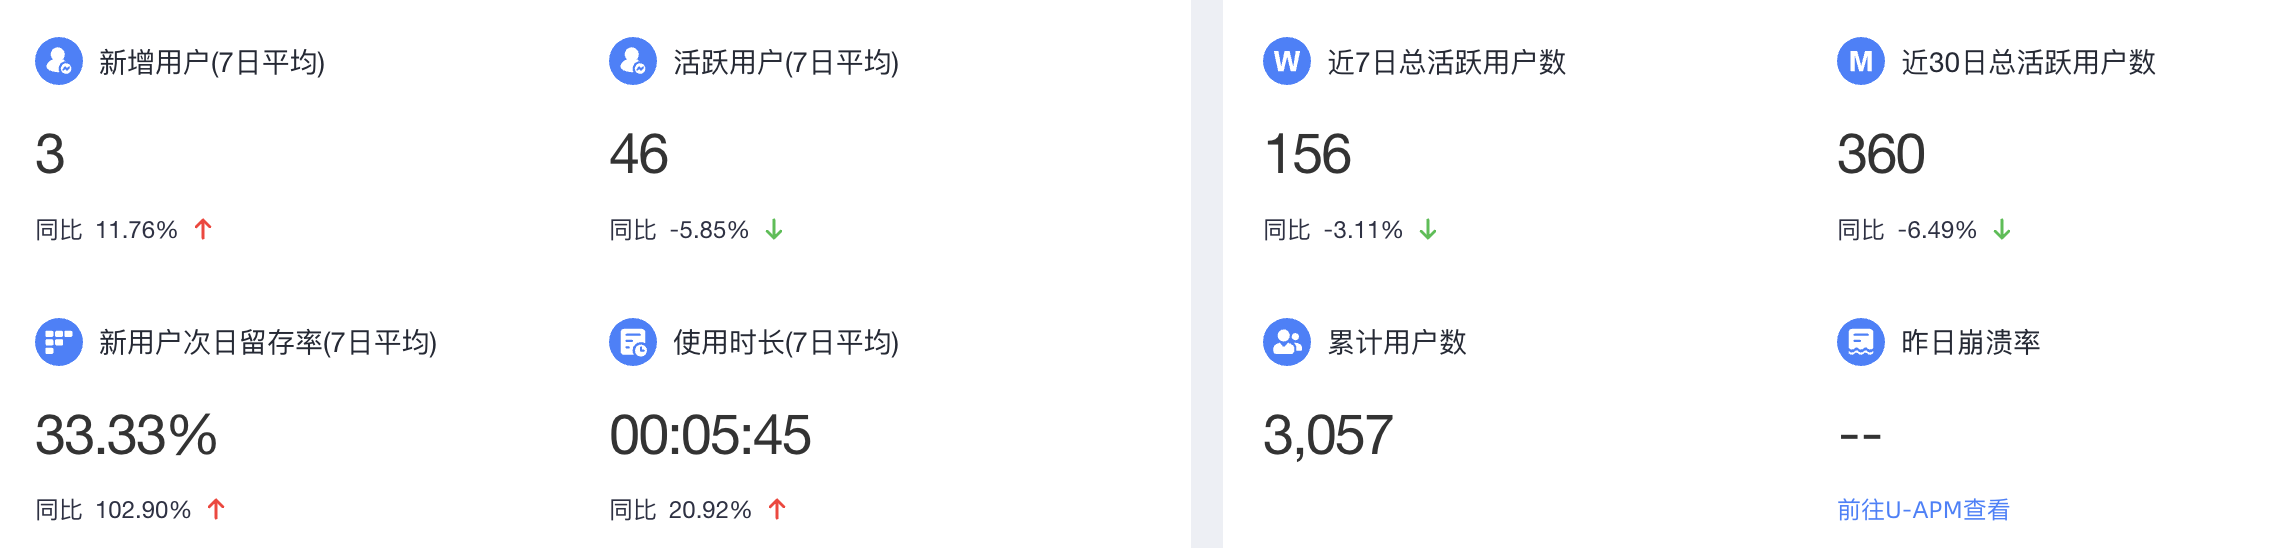 新增用户(7日平均)
3
同比 11.76% ↑
活跃用户(7日平均)
46
同比 -5.85% ↓
新用户次日留存率(7日平均)
33.33%
同比 102.90% ↑
使用时长(7日平均)
00:05:45
同比 20.92% ↑
W 近7日总活跃用户数
156
同比 -3.11% ↓
M 近30日总活跃用户数
360
同比 -6.49% ↓
累计用户数
3,057
昨日崩溃率
--
前往U-APM查看